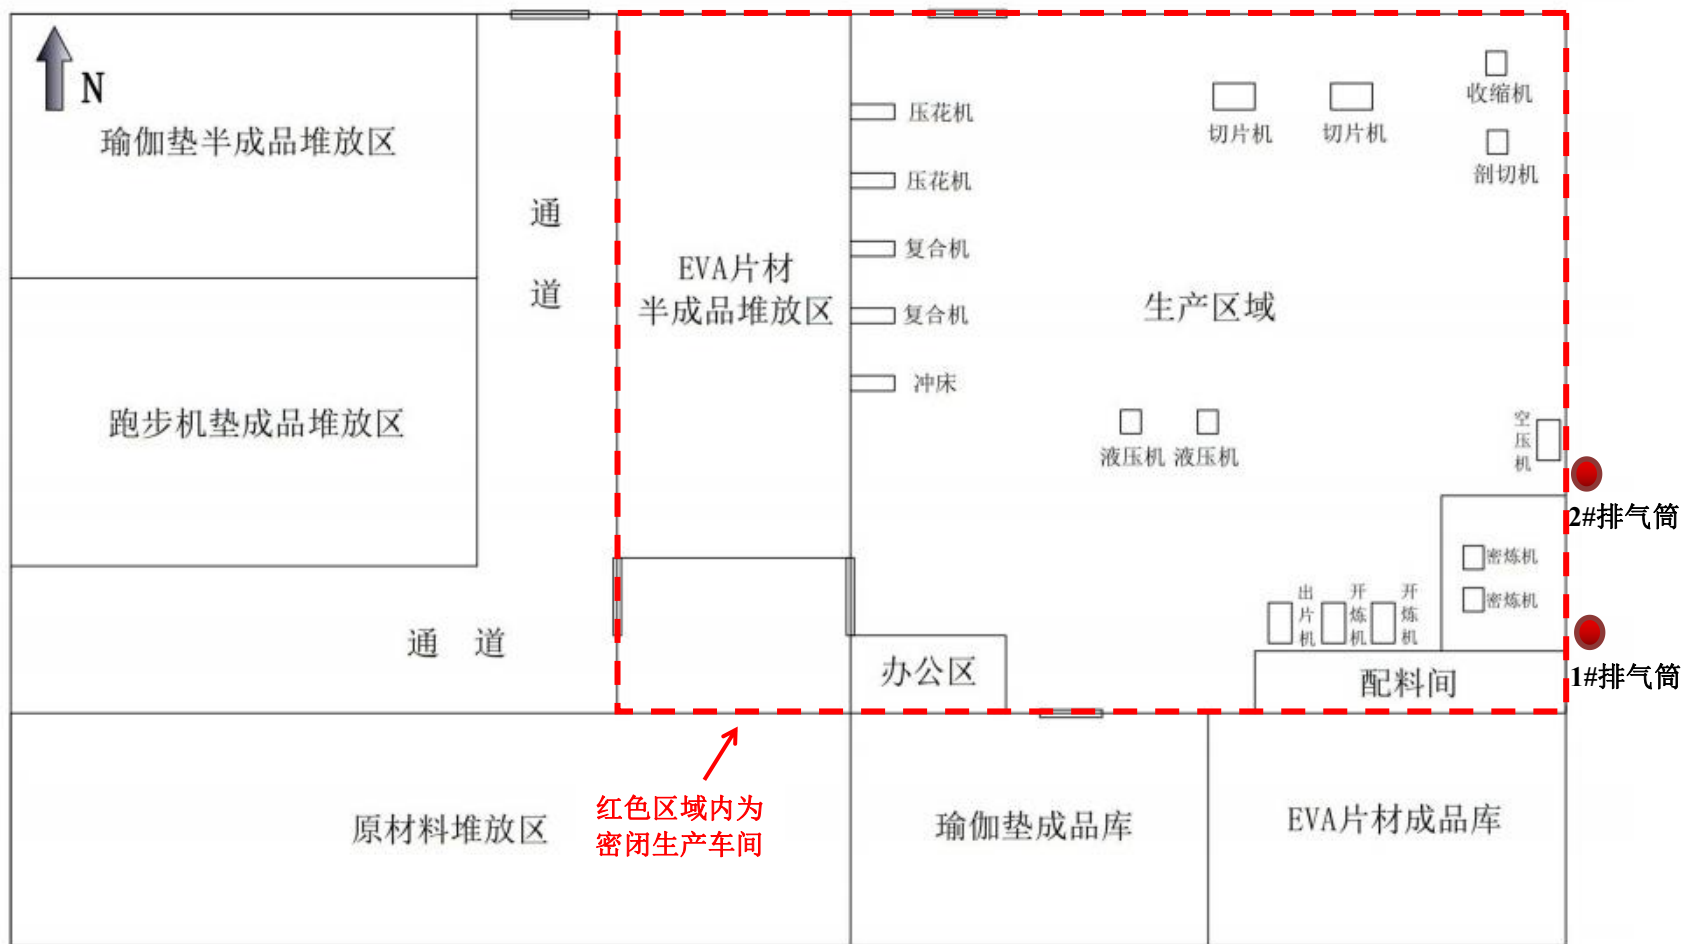 N
瑜伽垫半成品堆放区
通
道
跑步机垫成品堆放区
通 道
EVA片材
半成品堆放区
压花机
压花机
复合机
复合机
冲床
切片机
切片机
收缩机
剖切机
生产区域
液压机
液压机
空压机
2#排气筒
密炼机
密炼机
出片机
开炼机
开炼机
1#排气筒
办公区
配料间
红色区域内为
密闭生产车间
原材料堆放区
瑜伽垫成品库
EVA片材成品库